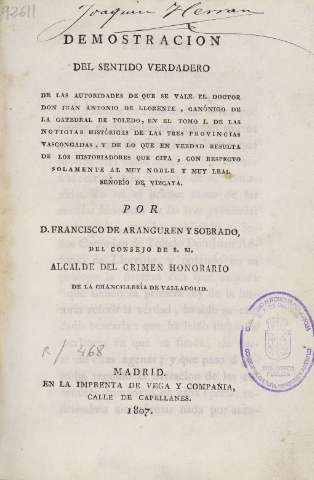 92611
Joaquin Herran
DEMOSTRACION
DEL SENTIDO VERDADERO
DE LAS AUTORIDADES DE QUE SE VALE EL DOCTOR
DON JUAN ANTONIO DE LLORENTE, CANÓNIGO DE
LA CATEDRAL DE TOLEDO, EN EL TOMO I. DE LAS
NOTICIAS HISTÓRICAS DE LAS TRES PROVINCIAS
VASCONGADAS, Y DE LO QUE EN VERDAD RESULTA
DE LOS HISTORIADORES QUE CITA, CON RESPECTO
SOLAMENTE AL MUY NOBLE Y MUY LEAL
SEÑORÍO DE VIZCAYA.
POR
D. FRANCISCO DE ARANGUREN Y SOBRADO,
DEL CONSEJO DE S. M.
ALCALDE DEL CRIMEN HONORARIO
DE LA CHANCILLERÍA DE VALLADOLID.
R/468
MADRID.
EN LA IMPRENTA DE VEGA Y COMPAÑIA,
CALLE DE CAPELLANES.
1807.